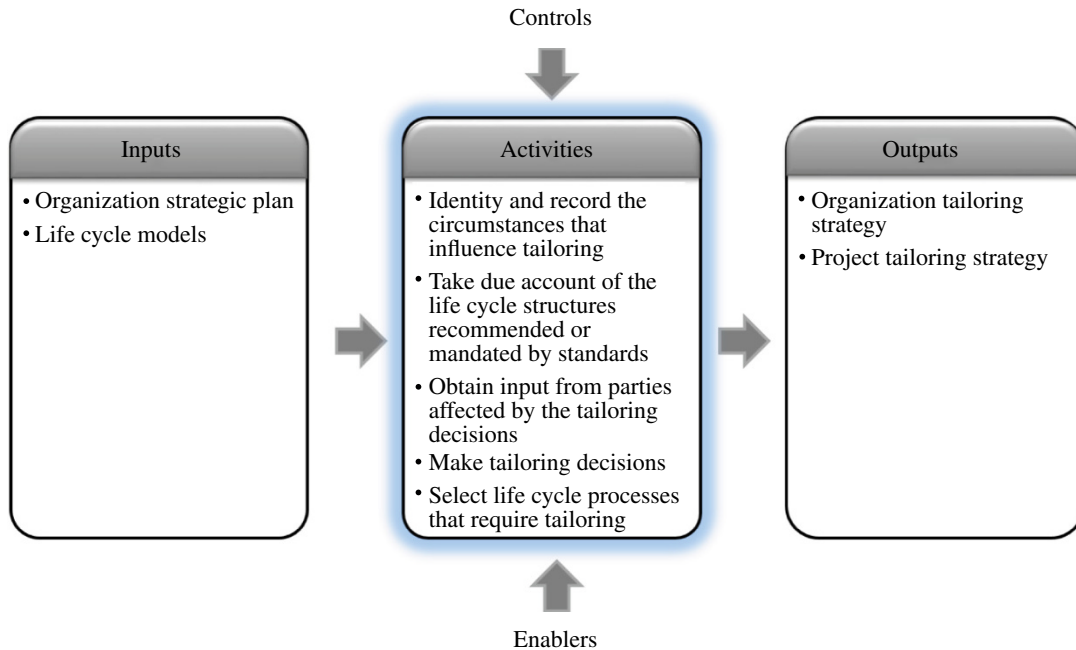 Controls
Inputs
• Organization strategic plan
• Life cycle models
Activities
• Identity and record the
circumstances that
influence tailoring
• Take due account of the
life cycle structures
recommended or
mandated by standards
• Obtain input from parties
affected by the tailoring
decisions
• Make tailoring decisions
• Select life cycle processes
that require tailoring
Outputs
• Organization tailoring
strategy
• Project tailoring strategy
Enablers